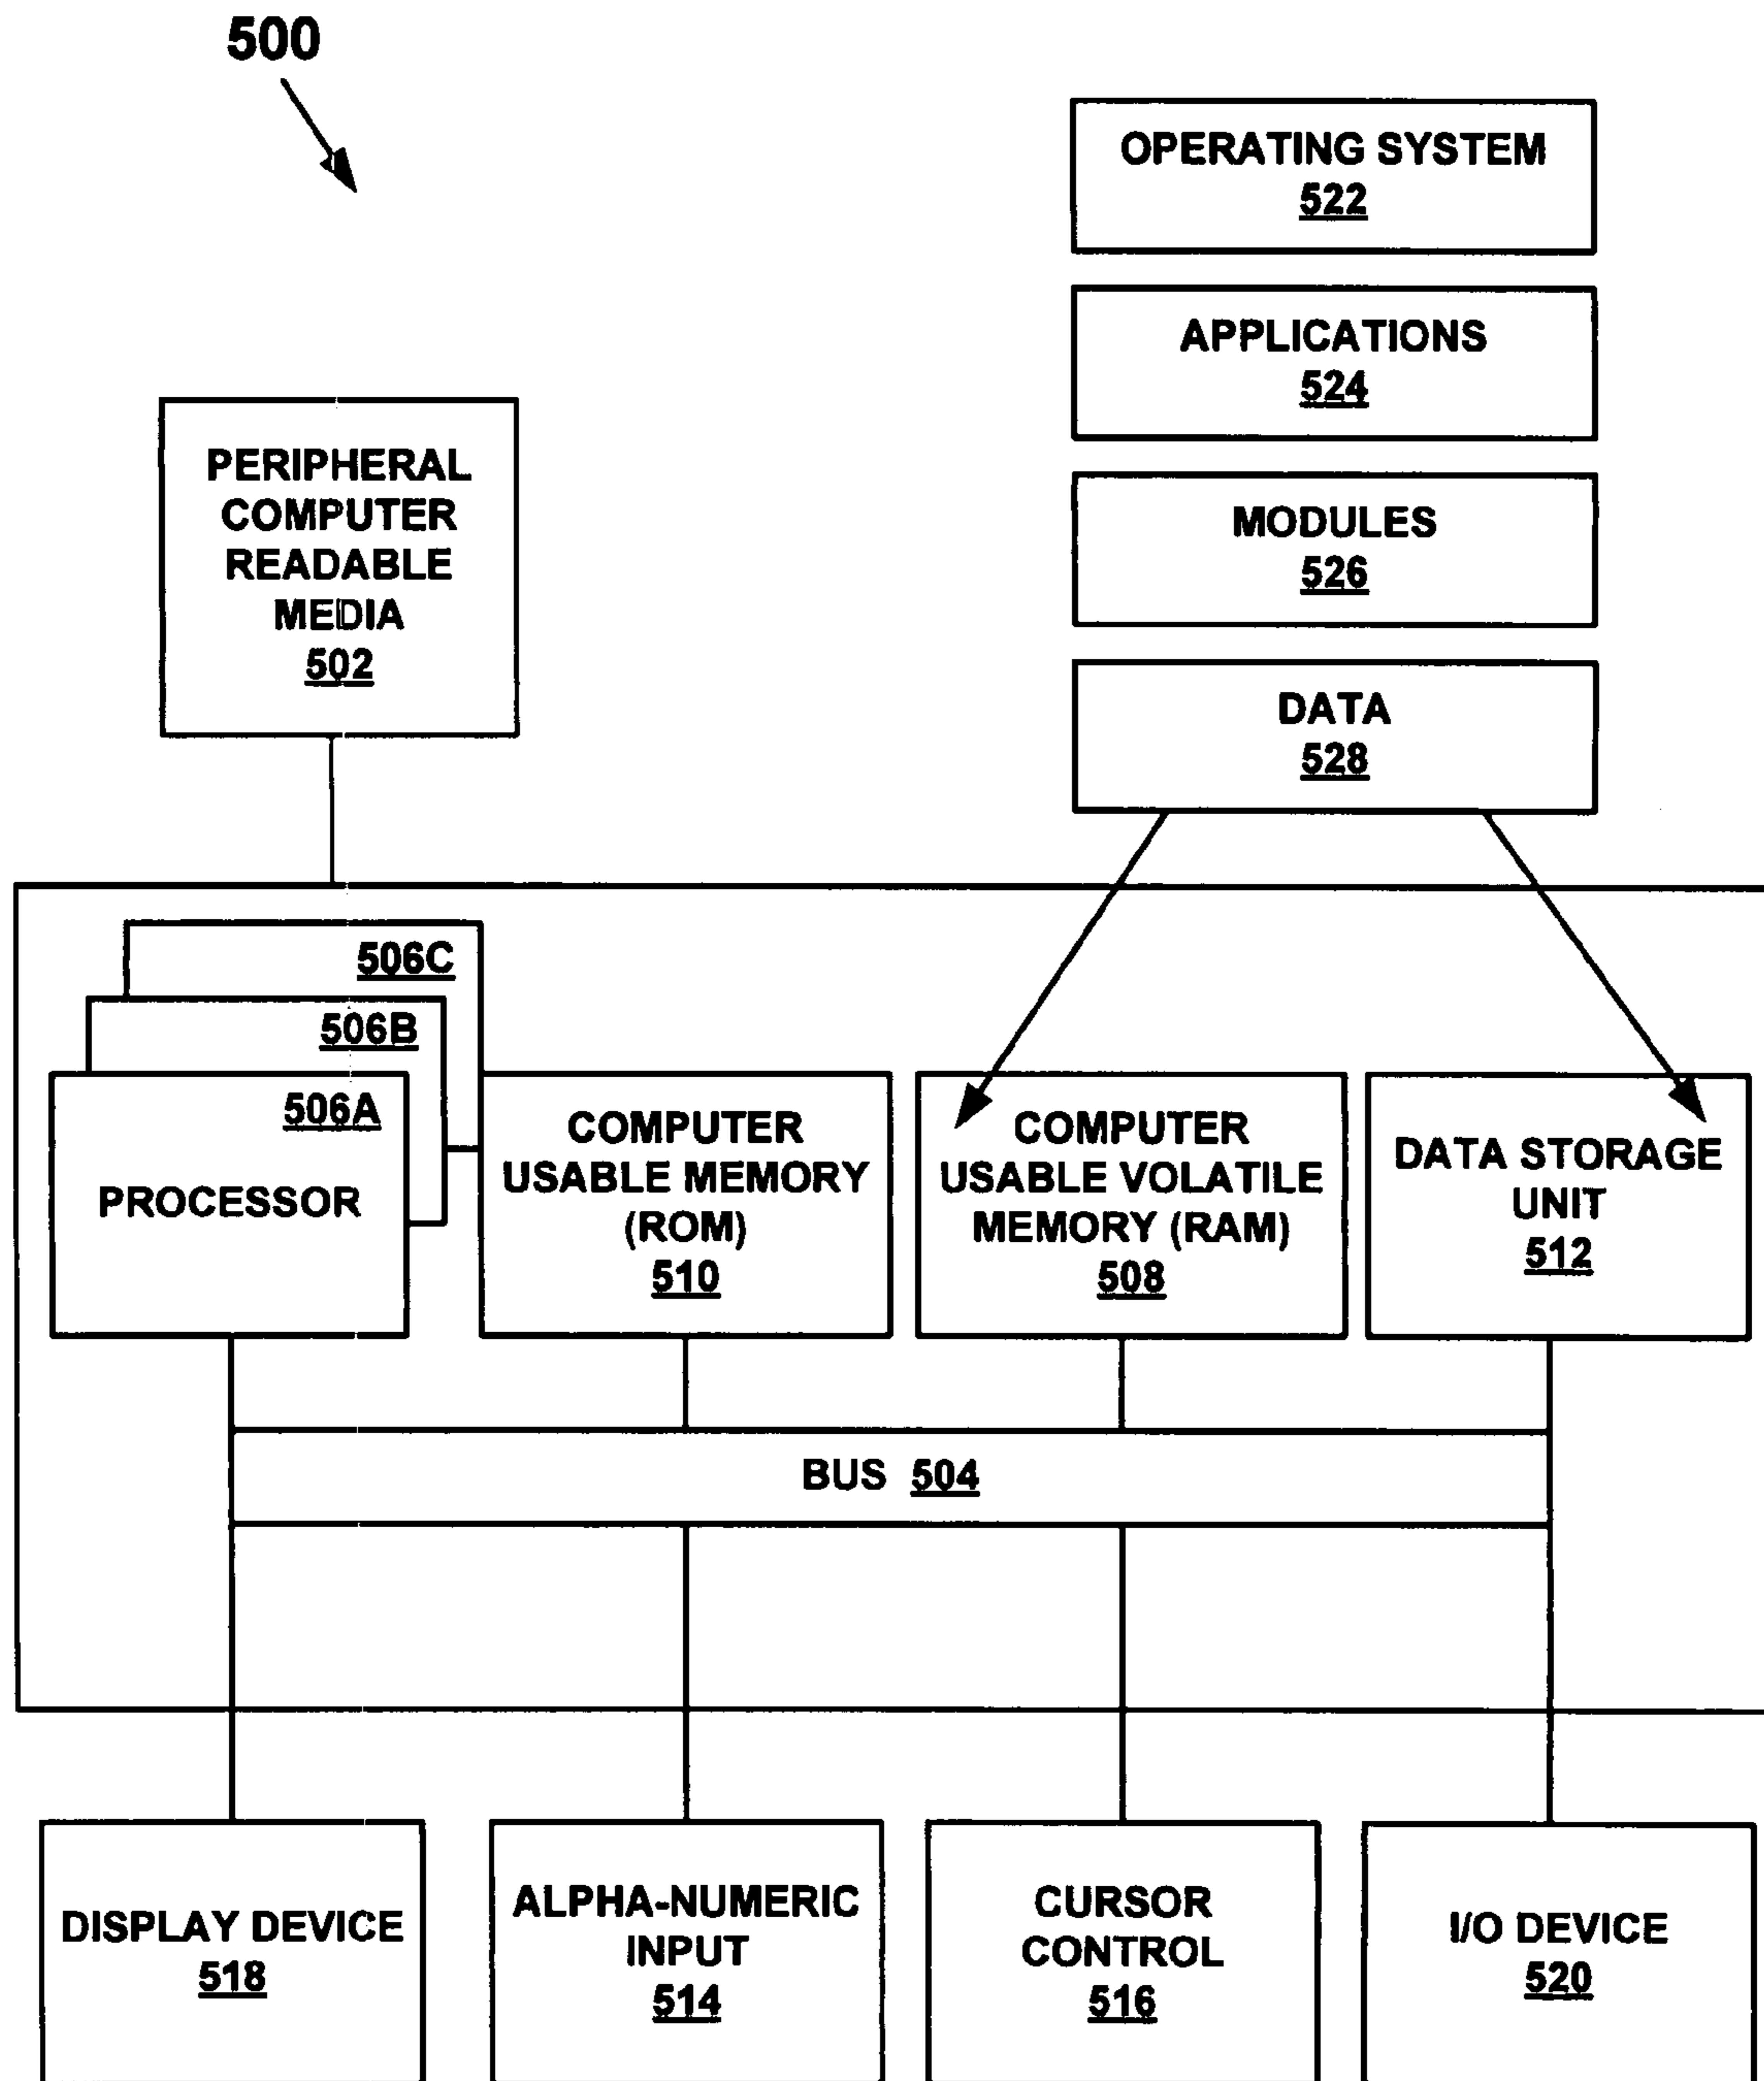 500
OPERATING SYSTEM
522
APPLICATIONS
524
MODULES
526
DATA
528
PERIPHERAL
COMPUTER
READABLE
MEDIA
502
506C
506B
506A
PROCESSOR
COMPUTER
USABLE MEMORY
(ROM)
510
COMPUTER
USABLE VOLATILE
MEMORY (RAM)
508
DATA STORAGE
UNIT
512
BUS 504
DISPLAY DEVICE
518
ALPHA-NUMERIC
INPUT
514
CURSOR
CONTROL
516
I/O DEVICE
520